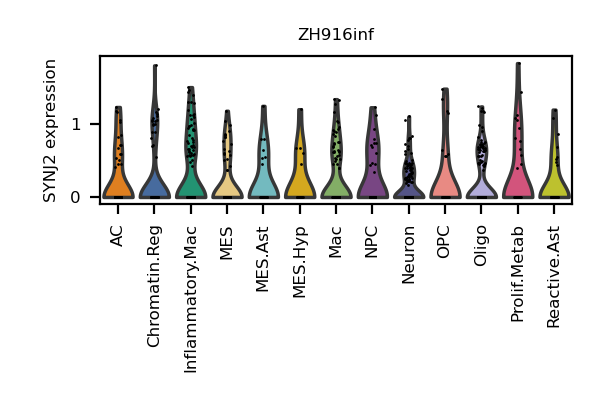 ZH916inf
SYNJ2 expression
1
0
AC
Chromatin.Reg
Inflammatory.Mac
MES
MES.Ast
MES.Hyp
Mac
NPC
Neuron
OPC
Oligo
Prolif.Metab
Reactive.Ast